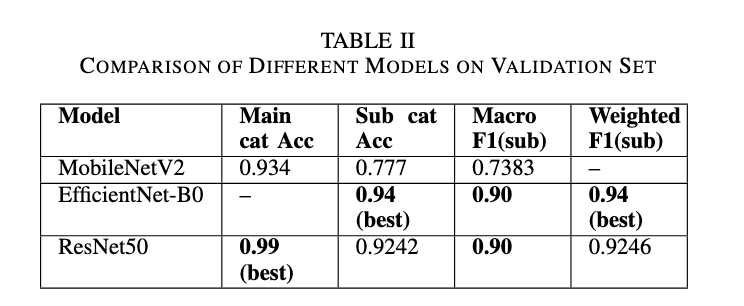 TABLE II
COMPARISON OF DIFFERENT MODELS ON VALIDATION SET
Model Main cat Acc Sub cat Acc Macro F1(sub) Weighted F1(sub)
MobileNetV2 0.934 0.777 0.7383 –
EfficientNet-B0 – 0.94 (best) 0.90 0.94 (best)
ResNet50 0.99 (best) 0.9242 0.90 0.9246